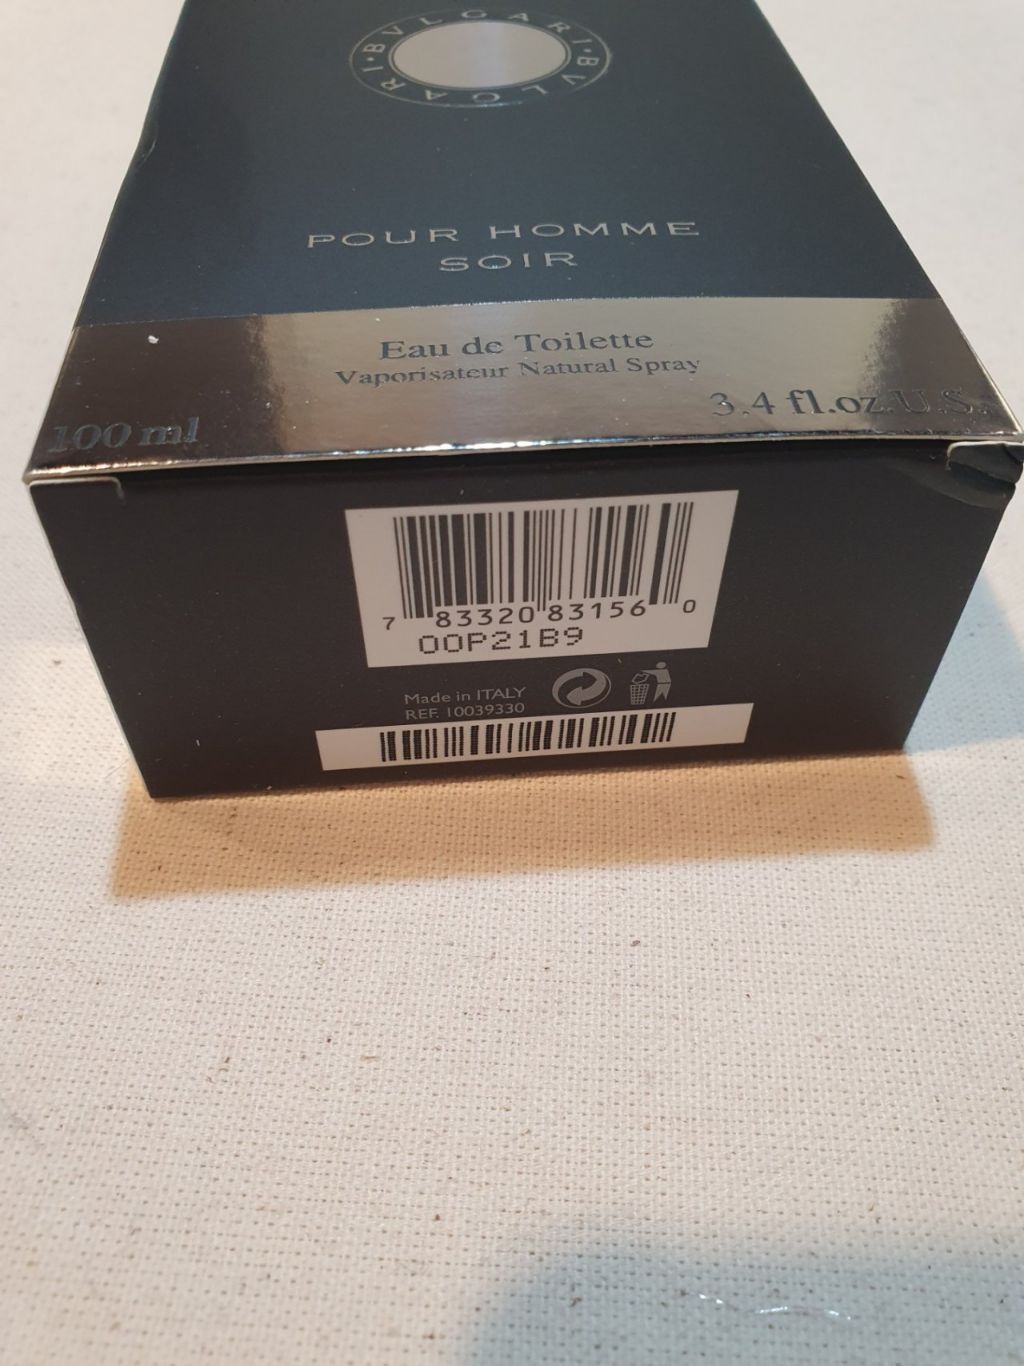 BVLGARI · BVLGARI ·
POUR HOMME
SOIR
Eau de Toilette
Vaporisateur Natural Spray
100 ml
3.4 fl.oz.U.S.
7 83320 83156 0
00P21B9
Made in ITALY
REF. 10039330